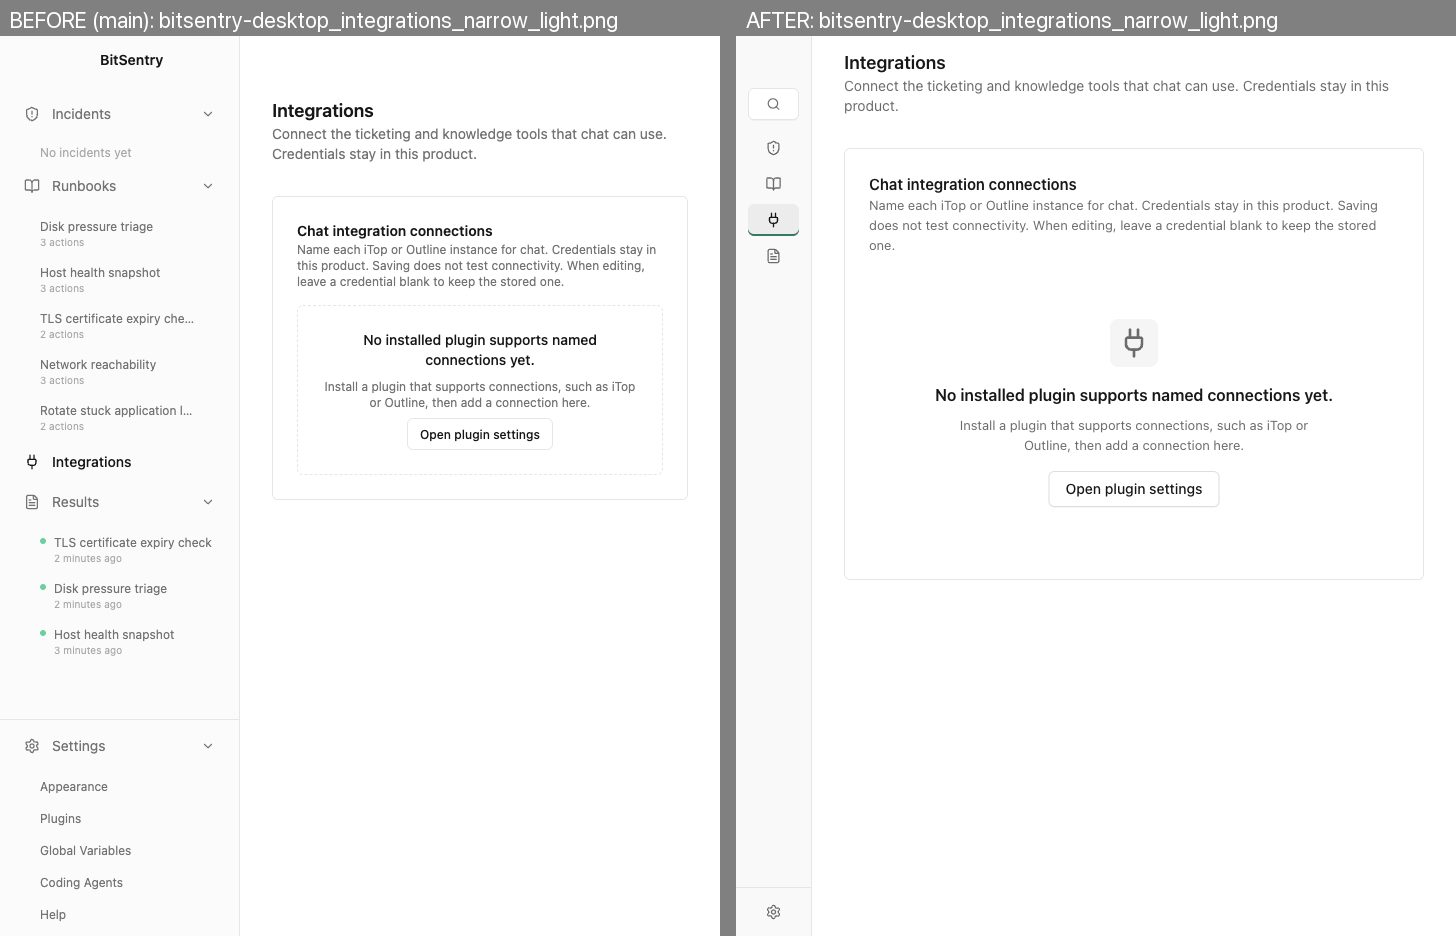 BEFORE (main): bitsentry-desktop_integrations_narrow_light.png
BitSentry
Incidents
No incidents yet
Runbooks
Disk pressure triage
3 actions
Host health snapshot
3 actions
TLS certificate expiry che...
2 actions
Network reachability
3 actions
Rotate stuck application l...
2 actions
Integrations
Results
TLS certificate expiry check
2 minutes ago
Disk pressure triage
2 minutes ago
Host health snapshot
3 minutes ago
Settings
Appearance
Plugins
Global Variables
Coding Agents
Help
Integrations
Connect the ticketing and knowledge tools that chat can use.
Credentials stay in this product.
Chat integration connections
Name each iTop or Outline instance for chat. Credentials stay in
this product. Saving does not test connectivity. When editing,
leave a credential blank to keep the stored one.
No installed plugin supports named
connections yet.
Install a plugin that supports connections, such as iTop
or Outline, then add a connection here.
Open plugin settings
AFTER: bitsentry-desktop_integrations_narrow_light.png
Integrations
Connect the ticketing and knowledge tools that chat can use. Credentials stay in this
product.
Chat integration connections
Name each iTop or Outline instance for chat. Credentials stay in this product. Saving
does not test connectivity. When editing, leave a credential blank to keep the stored
one.
No installed plugin supports named connections yet.
Install a plugin that supports connections, such as iTop or
Outline, then add a connection here.
Open plugin settings